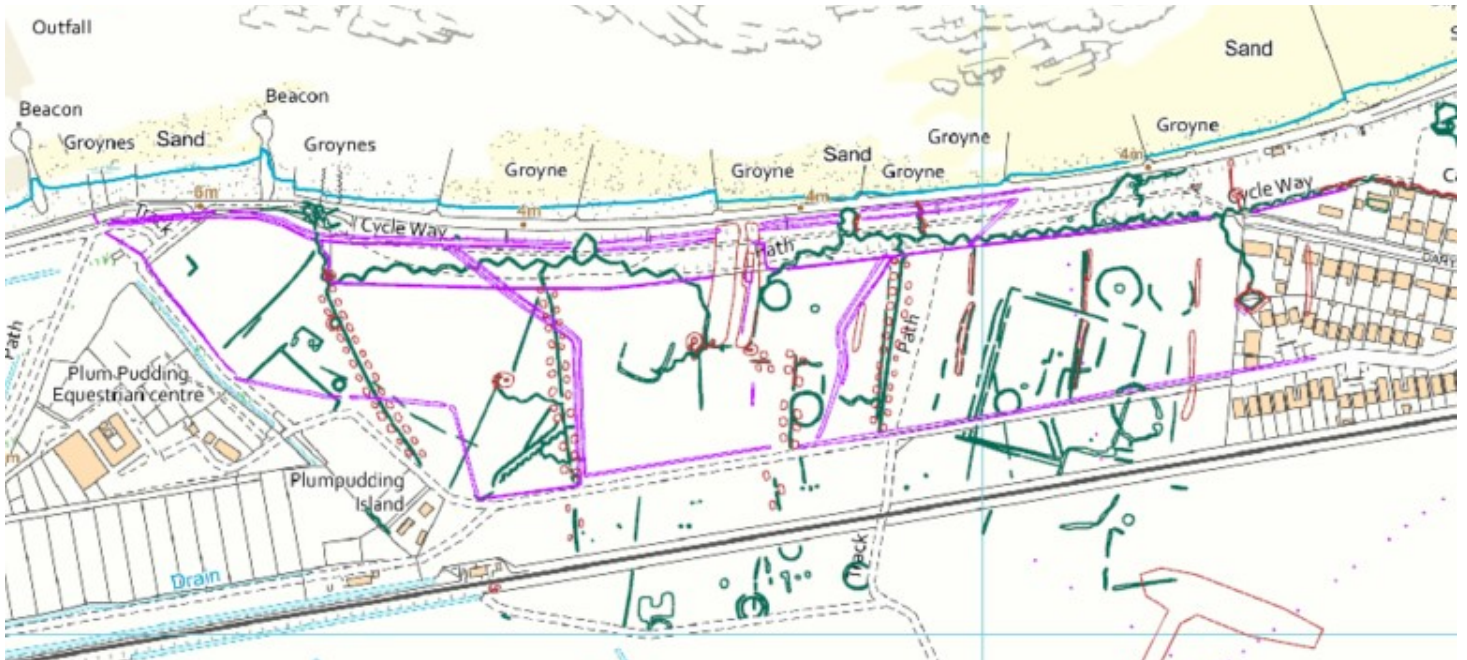 Outfall
Sand
Beacon
Beacon
Groynes
Sand
Groynes
Groyne
Groyne
Sand
Groyne
Groyne
Groyne
6m
4m
4m
4m
Track
Cycle Way
Path
Cycle Way
Path
Path
Plum Pudding
Equestrian centre
Plumpudding
Island
Drain
Track